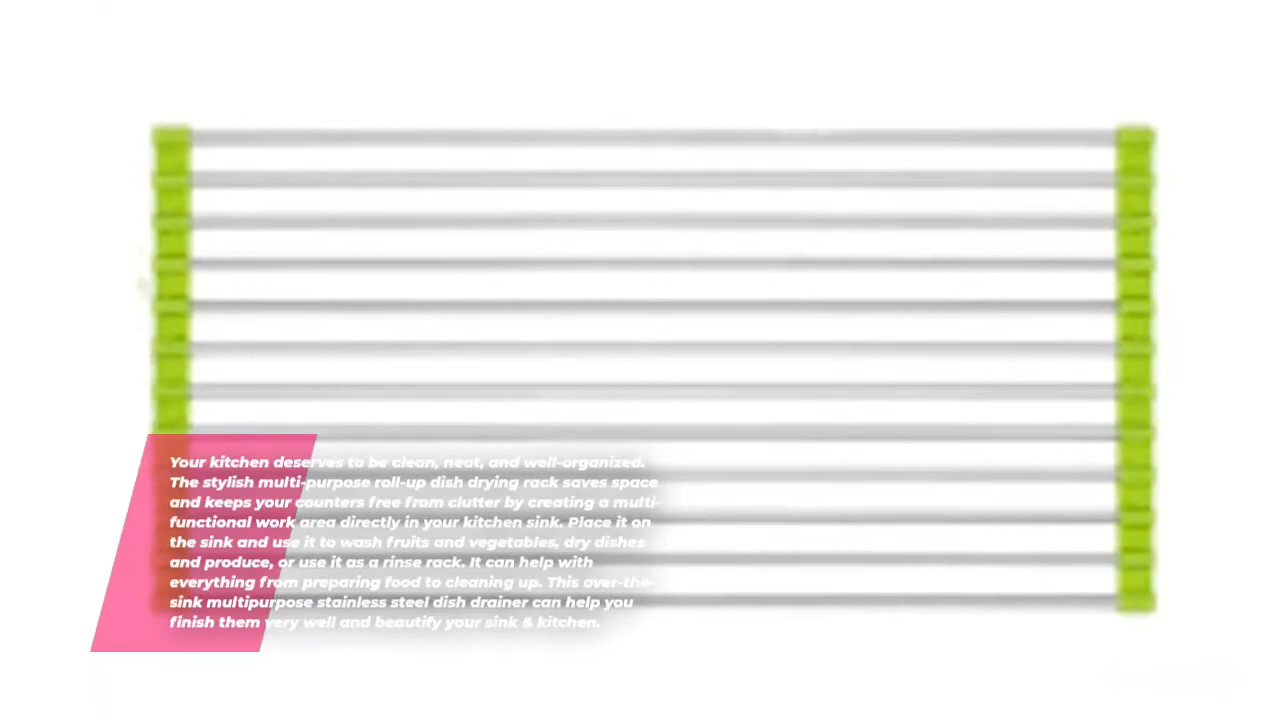 Your kitchen deserves to be clean, neat, and well-organized.
The stylish multi-purpose roll-up dish drying rack saves space
and keeps your counters free from clutter by creating a multi-
functional work area directly in your kitchen sink. Place it on
the sink and use it to wash fruits and vegetables, dry dishes
and produce, or use it as a rinse rack. It can help with
everything from preparing food to cleaning up. This over-the-
sink multipurpose stainless steel dish drainer can help you
finish them very well and beautify your sink & kitchen.